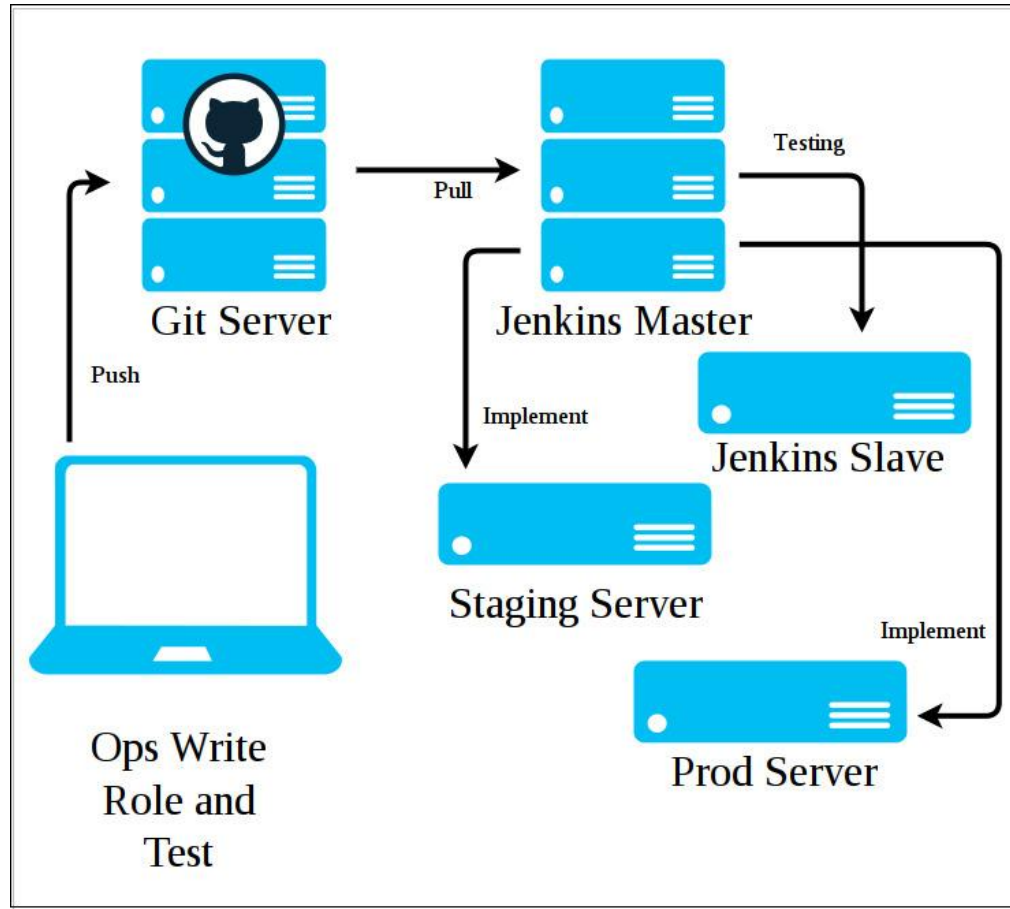 Testing
Pull
Git Server
Jenkins Master
Push
Implement
Jenkins Slave
Staging Server
Implement
Ops Write
Role and
Test
Prod Server